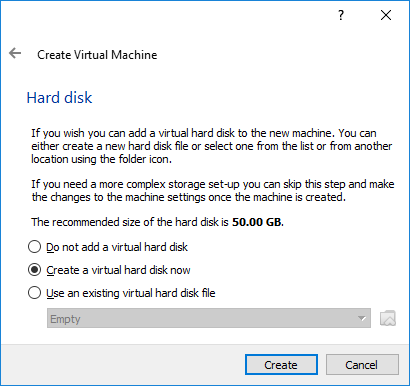 ?
Create Virtual Machine
Hard disk
If you wish you can add a virtual hard disk to the new machine. You can
either create a new hard disk file or select one from the list or from another
location using the folder icon.
If you need a more complex storage set-up you can skip this step and make
the changes to the machine settings once the machine is created.
The recommended size of the hard disk is 50.00 GB.
Do not add a virtual hard disk
Create a virtual hard disk now
Use an existing virtual hard disk file
Empty
Create
Cancel